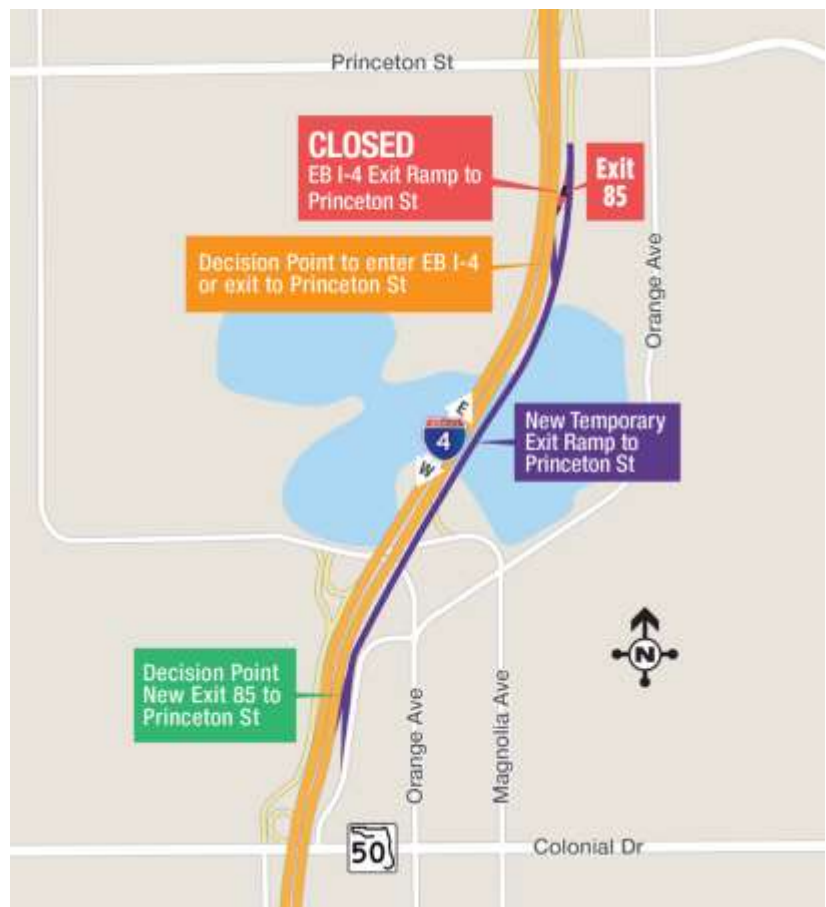 Princeton St
CLOSED
EB I-4 Exit Ramp to
Princeton St
Exit
85
Decision Point to enter EB I-4
or exit to Princeton St
Orange Ave
E
4
W
New Temporary
Exit Ramp to
Princeton St
N
Decision Point
New Exit 85 to
Princeton St
Orange Ave
Magnolia Ave
50
Colonial Dr